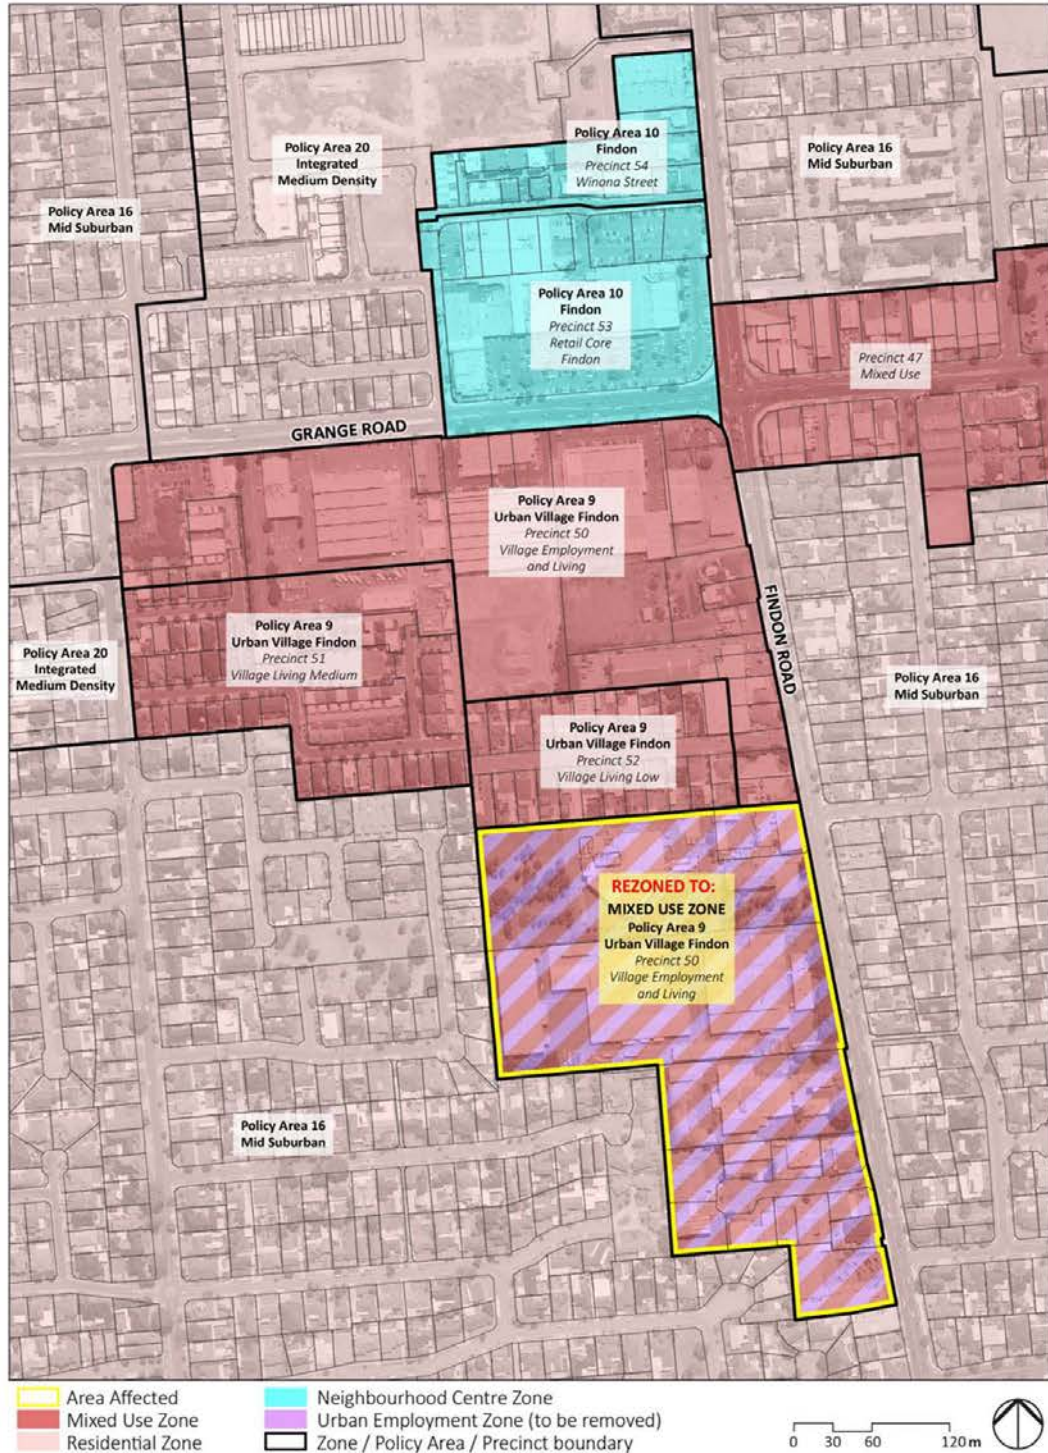 Policy Area 10
Findon
Precinct 54
Winona Street
Policy Area 20
Integrated
Medium Density
Policy Area 16
Mid Suburban
Policy Area 16
Mid Suburban
Policy Area 10
Findon
Precinct 53
Retail Core
Findon
Precinct 47
Mixed Use
GRANGE ROAD
Policy Area 9
Urban Village Findon
Precinct 50
Village Employment
and Living
FINDON ROAD
Policy Area 9
Urban Village Findon
Precinct 51
Village Living Medium
Policy Area 20
Integrated
Medium Density
Policy Area 16
Mid Suburban
Policy Area 9
Urban Village Findon
Precinct 52
Village Living Low
REZONED TO:
MIXED USE ZONE
Policy Area 9
Urban Village Findon
Precinct 50
Village Employment
and Living
Policy Area 16
Mid Suburban
Area Affected
Mixed Use Zone
Residential Zone
Neighbourhood Centre Zone
Urban Employment Zone (to be removed)
Zone / Policy Area / Precinct boundary
0 30 60 120 m